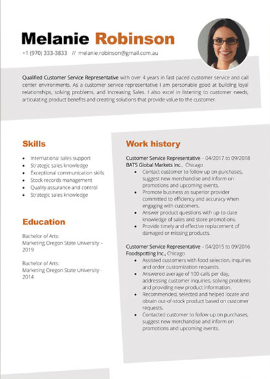 Melanie Robinson
+1 (970) 333-3833 // melanie.robinson@gmail.com.au
Qualified Customer Service Representative with over 4 years in fast paced customer service and call
center environments. As a customer service representative I am personable good at building loyal
relationships, solving problems, and increasing Sales. I also excel in listening to customer needs,
articulating product benefits and creating solutions that provide value to the customer.
Skills
• International sales support
• Strategic sales knowledge
• Exceptional communication skills
• Stock records management
• Quality assurance and control
• Strategic sales knowledge
Education
Bachelor of Arts:
Marketing Oregon State University -
2019
Bachelor of Arts:
Marketing Oregon State University -
2014
Work history
Customer Service Representative - 04/2017 to 09/2018
BATS Global Markets Inc., Chicago
• Contact customer to follow up on purchases,
suggest new merchandise and inform on
promotions and upcoming events.
• Promote business so superior provider
committed to efficiency and accuracy when
engaging with customers.
• Answer product questions with up to date
knowledge of sales and store promotions.
• Provide timely and effective replacement of
damaged or missing products.
Customer Service Representative - 04/2015 to 09/2016
Foodspotting Inc., Chicago
• Assisted customers with food selection, inquiries
and order customization requests.
• Answered average of 100 calls per day,
addressing customer inquiries, solving problems
and providing new product information.
• Recommended, selected and helped locate and
obtain out-of-stock product based on customer
requests.
• Contacted customer to follow up on purchases,
suggest new merchandise and inform on
promotions and upcoming events.